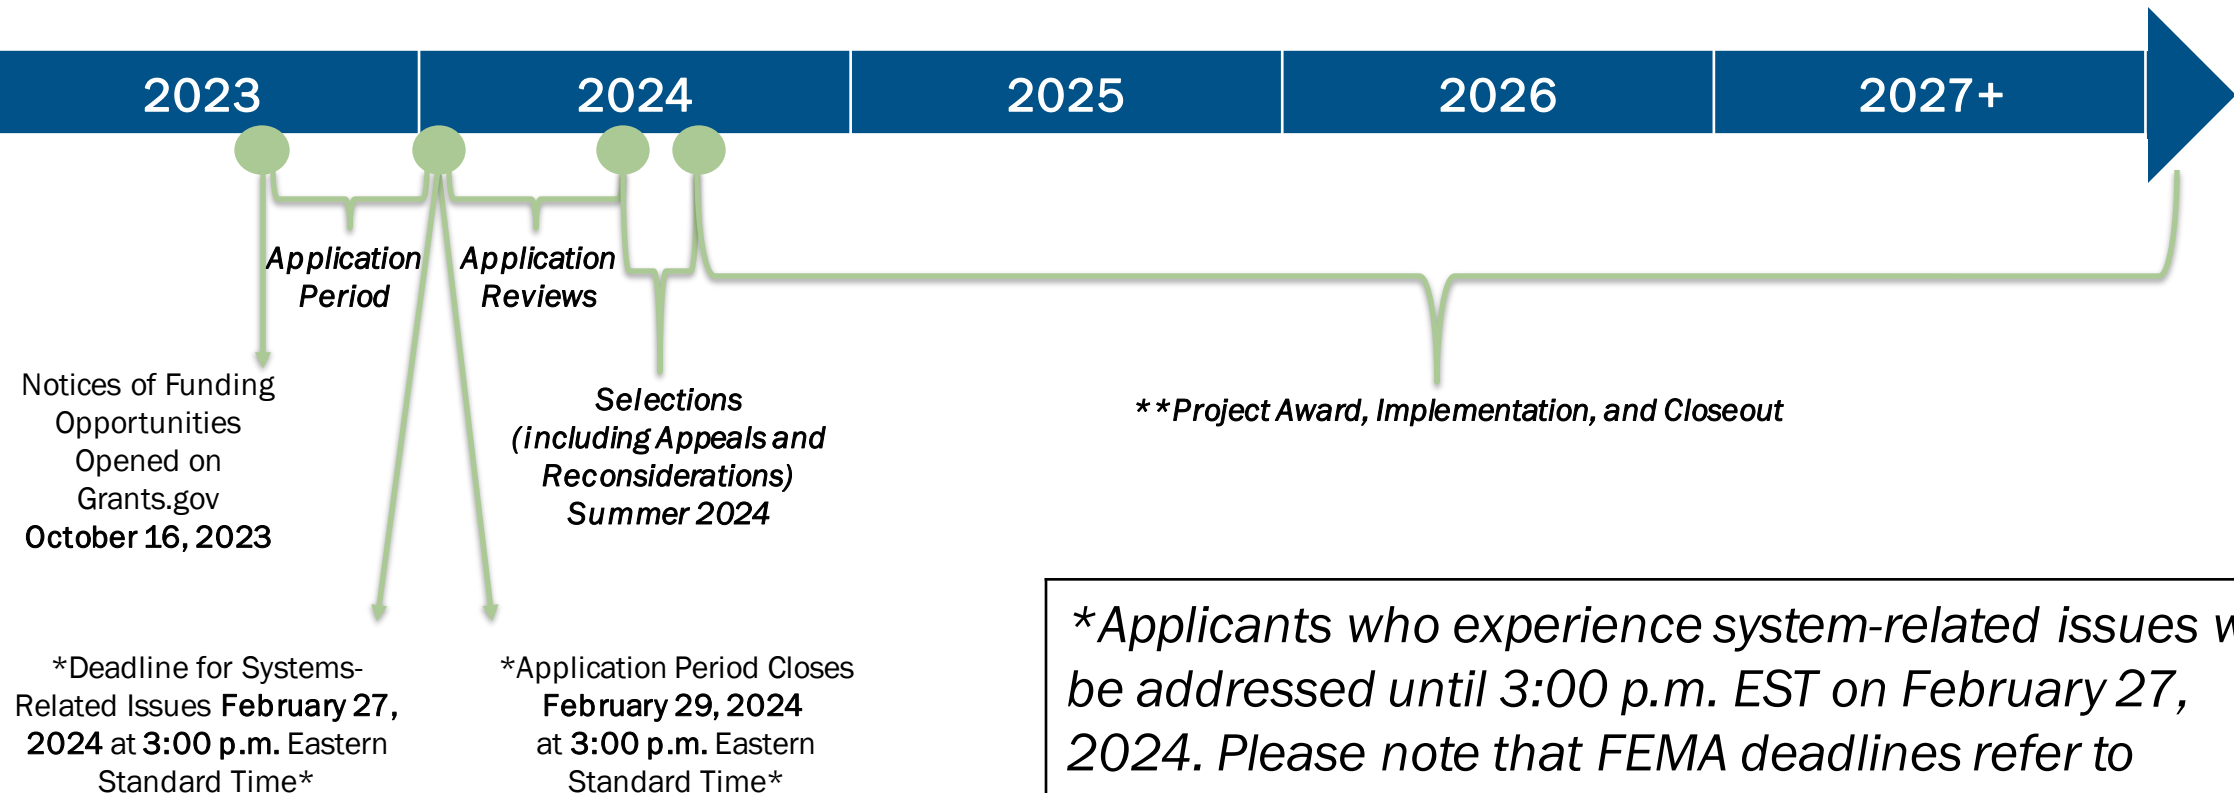 2023
2024
2025
2026
2027+
Application
Period
Application
Reviews
Notices of Funding
Opportunities
Opened on
Grants.gov
October 16, 2023
Selections
(including Appeals and
Reconsiderations)
Summer 2024
**Project Award, Implementation, and Closeout
*Deadline for Systems-
Related Issues February 27,
2024 at 3:00 p.m. Eastern
Standard Time*
*Application Period Closes
February 29, 2024
at 3:00 p.m. Eastern
Standard Time*
*Applicants who experience system-related issues
be addressed until 3:00 p.m. EST on February 27,
2024. Please note that FEMA deadlines refer to